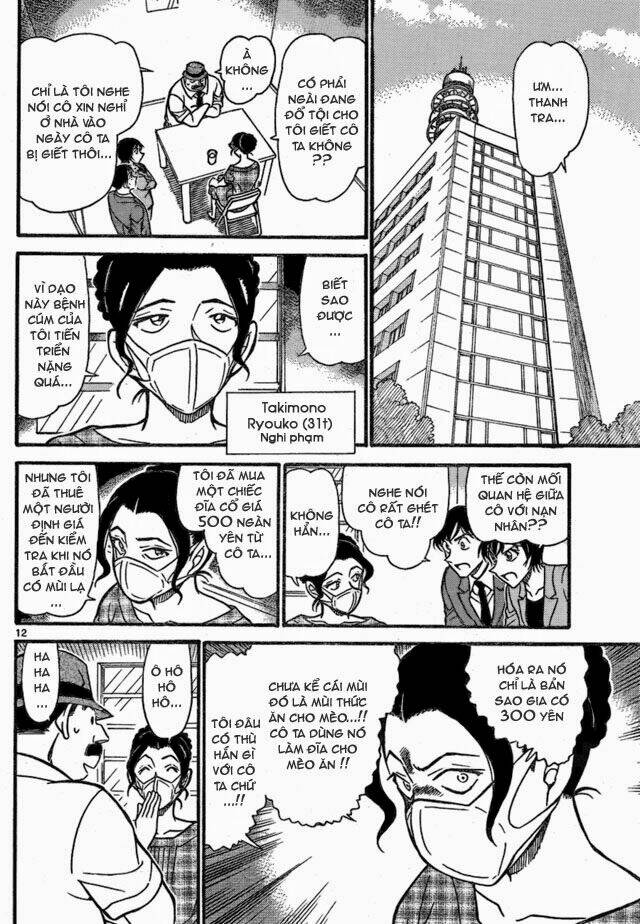 ƯM...
THANH
TRA...
CÓ PHẢI
NGÀI ĐANG
ĐỔ TỘI CHO
TÔI GIẾT CÔ
TA KHÔNG
??
À
KHÔNG
...
CHỈ LÀ TÔI NGHE
NÓI CÔ XIN NGHỈ
Ở NHÀ VÀO
NGÀY CÔ TA
BỊ GIẾT THÔI...
BIẾT
SAO
ĐƯỢC
...
VÌ DẠO
NÀY BỆNH
CÚM CỦA
TÔI TIẾN
TRIỂN
NẶNG
QUÁ...
Takimono
Ryouko (31t)
Nghi phạm
THẾ CÒN MỐI
QUAN HỆ GIỮA
CÔ VỚI NẠN
NHÂN??
NGHE NÓI
CÔ RẤT GHÉT
CÔ TA!!
KHÔNG
HẲN...
TÔI ĐÃ MUA
MỘT CHIẾC
ĐĨA CỔ GIÁ
500 NGÀN
YÊN TỪ
CÔ TA...
NHƯNG TÔI
ĐÃ THUÊ
MỘT NGƯỜI
ĐỊNH GIÁ
ĐẾN KIỂM
TRA KHI NÓ
BẮT ĐẦU
CÓ MÙI LẠ
...
12
HÓA RA NÓ
CHỈ LÀ BẢN
SAO GIA CÓ
300 YÊN
CHƯA KỂ CÁI MÙI
ĐÓ LÀ MÙI THỨC
ĂN CHO MÈO...!!
CÔ TA DÙNG NÓ
LÀM ĐĨA CHO
MÈO ĂN !!
TÔI ĐÂU
CÓ THÙ
HẰN GÌ
VỚI CÔ
TA CHỨ
...!!
Ô HÔ
HÔ
HÔ...
HA
HA
HA
...